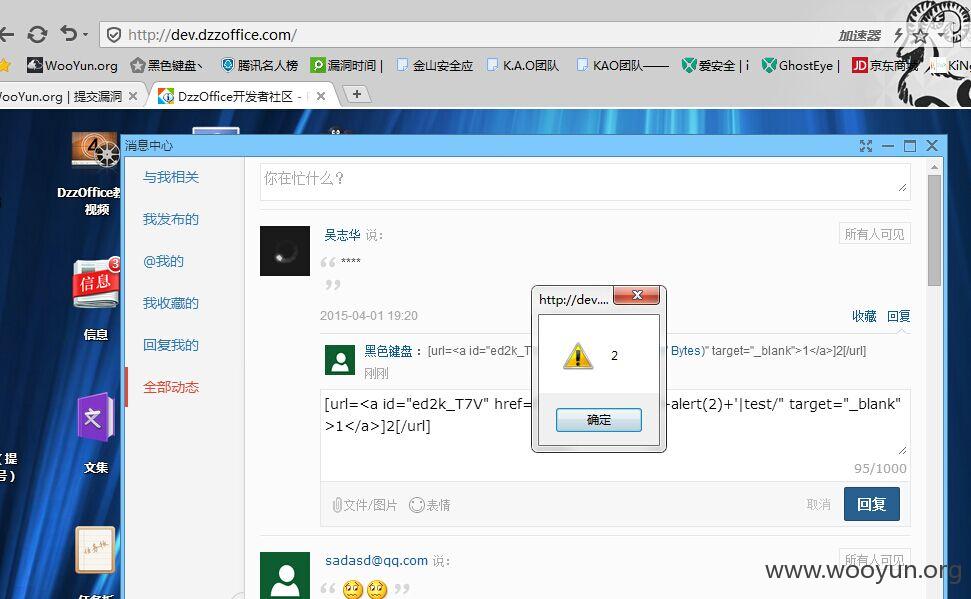 http://dev.dzzoffice.com/
加速器
WooYun.org
黑色键盘丶
腾讯名人榜
漏洞时间 |
金山安全应
K.A.O团队
KAO团队——
爱安全 | i
GhostEye |
京东商城
WooYun.org | 提交漏洞
DzzOffice开发者社区 -
消息中心
DzzOffice教
视频
信息
信息
文集
与我相关
我发布的
@我的
我收藏的
回复我的
全部动态
你在忙什么？
吴志华 说：
所有人可见
“ ****
”
2015-04-01 19:20
收藏 回复
黑色键盘：[url=<a id="ed2k_T
Bytes)" target="_blank">1</a>]2[/url]
刚刚
[url=<a id="ed2k_T7V" href=
-alert(2)+'|test/" target="_blank"
>1</a>]2[/url]
95/1000
文件/图片 表情
取消 回复
http://dev....
2
确定
sadasd@qq.com 说：
所有人可见
www.wooyun.org